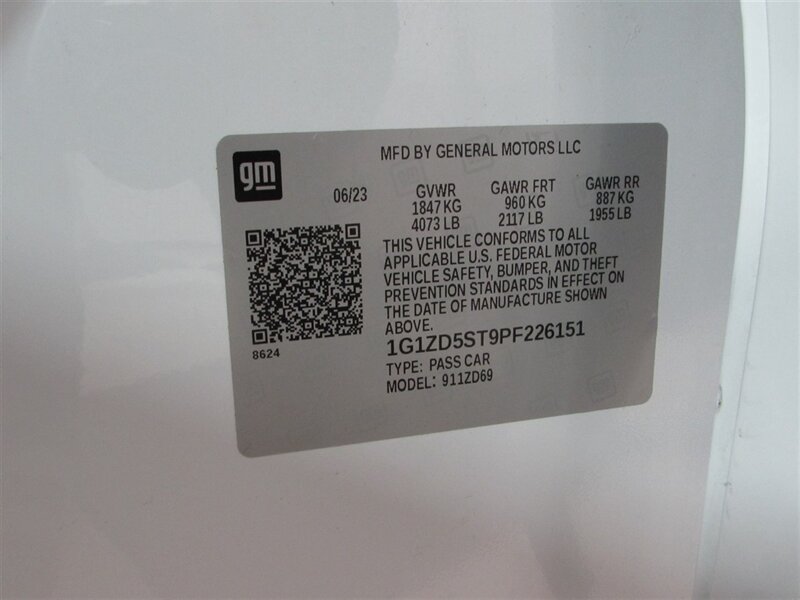 gm
MFD BY GENERAL MOTORS LLC
06/23
GVWR GAWR FRT GAWR RR
1847 KG 960 KG 887 KG
4073 LB 2117 LB 1955 LB
THIS VEHICLE CONFORMS TO ALL
APPLICABLE U.S. FEDERAL MOTOR
VEHICLE SAFETY, BUMPER, AND THEFT
PREVENTION STANDARDS IN EFFECT ON
THE DATE OF MANUFACTURE SHOWN
ABOVE.
8624
1G1ZD5ST9PF226151
TYPE: PASS CAR
MODEL: 911ZD69